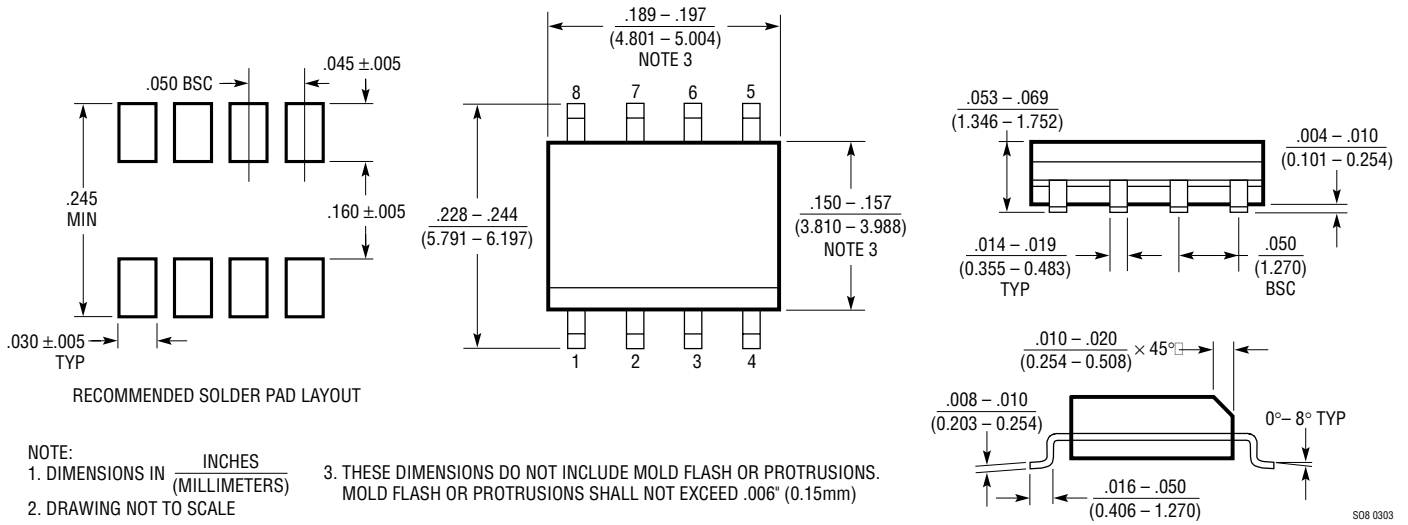 .050 BSC
.045 ±.005
.245
MIN
.160 ±.005
.030 ±.005
TYP
RECOMMENDED SOLDER PAD LAYOUT
.189 – .197
(4.801 – 5.004)
NOTE 3
8 7 6 5
.228 – .244
(5.791 – 6.197)
.150 – .157
(3.810 – 3.988)
NOTE 3
1 2 3 4
.053 – .069
(1.346 – 1.752)
.004 – .010
(0.101 – 0.254)
.014 – .019
(0.355 – 0.483)
TYP
.050
(1.270)
BSC
.010 – .020
(0.254 – 0.508)
× 45°
.008 – .010
(0.203 – 0.254)
0°– 8° TYP
.016 – .050
(0.406 – 1.270)
NOTE:
1. DIMENSIONS IN INCHES
(MILLIMETERS)
2. DRAWING NOT TO SCALE
3. THESE DIMENSIONS DO NOT INCLUDE MOLD FLASH OR PROTRUSIONS.
MOLD FLASH OR PROTRUSIONS SHALL NOT EXCEED .006" (0.15mm)
SO8 0303